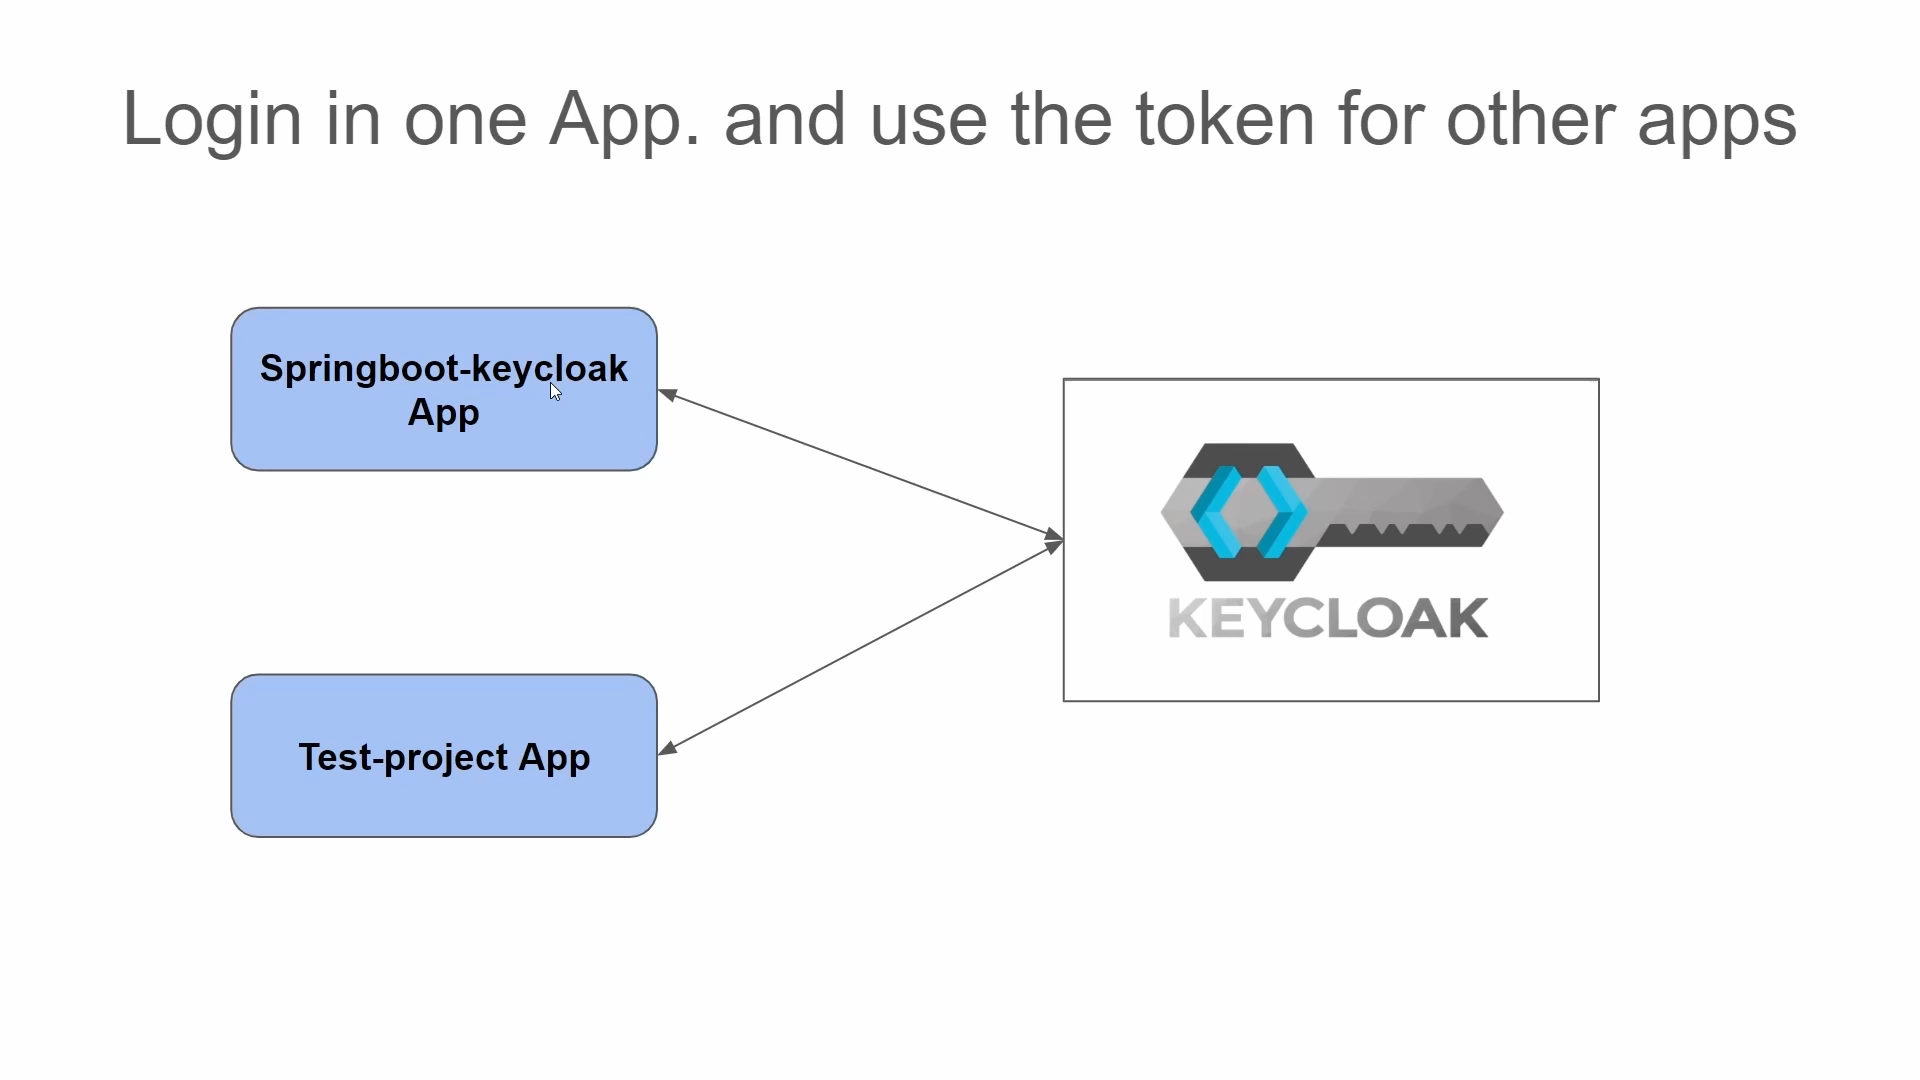 Login in one App. and use the token for other apps
Springboot-keycloak
App
KEYCLOAK
Test-project App